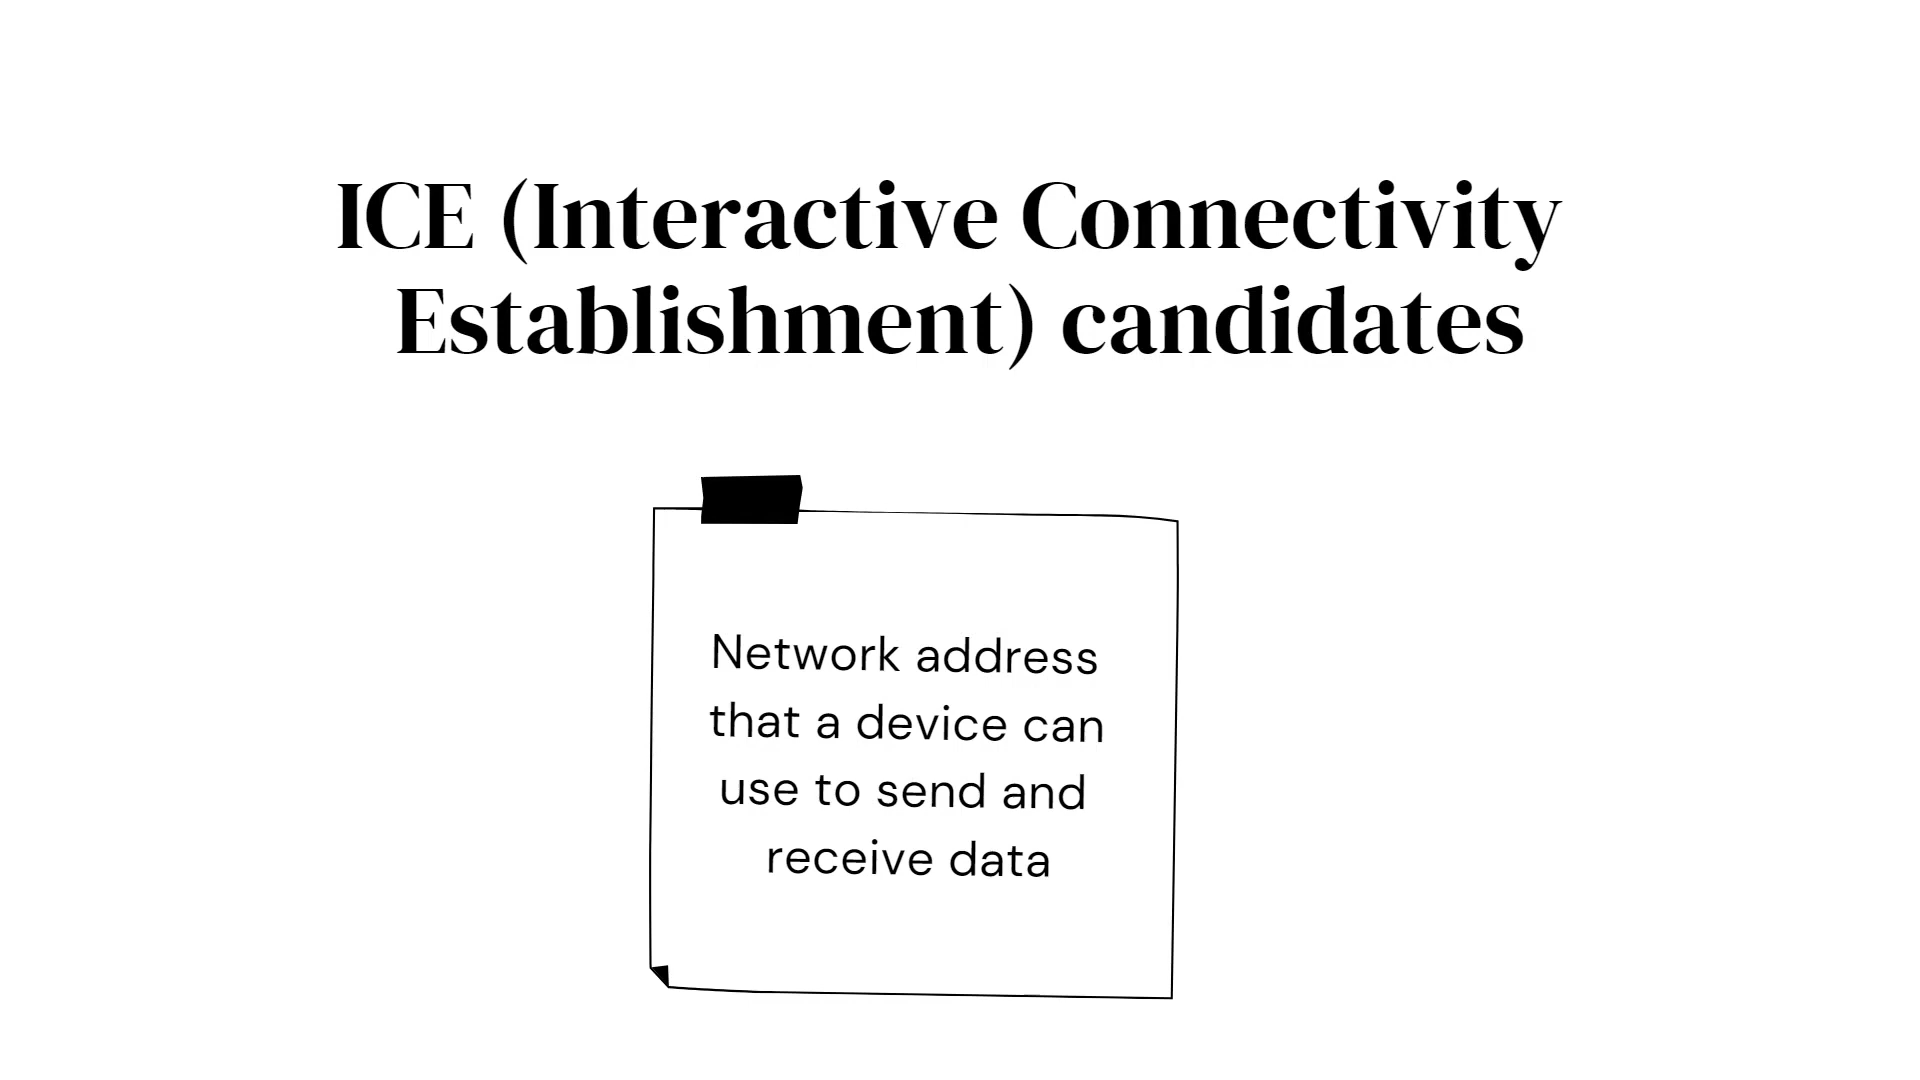 ICE (Interactive Connectivity
Establishment) candidates
Network address
that a device can
use to send and
receive data